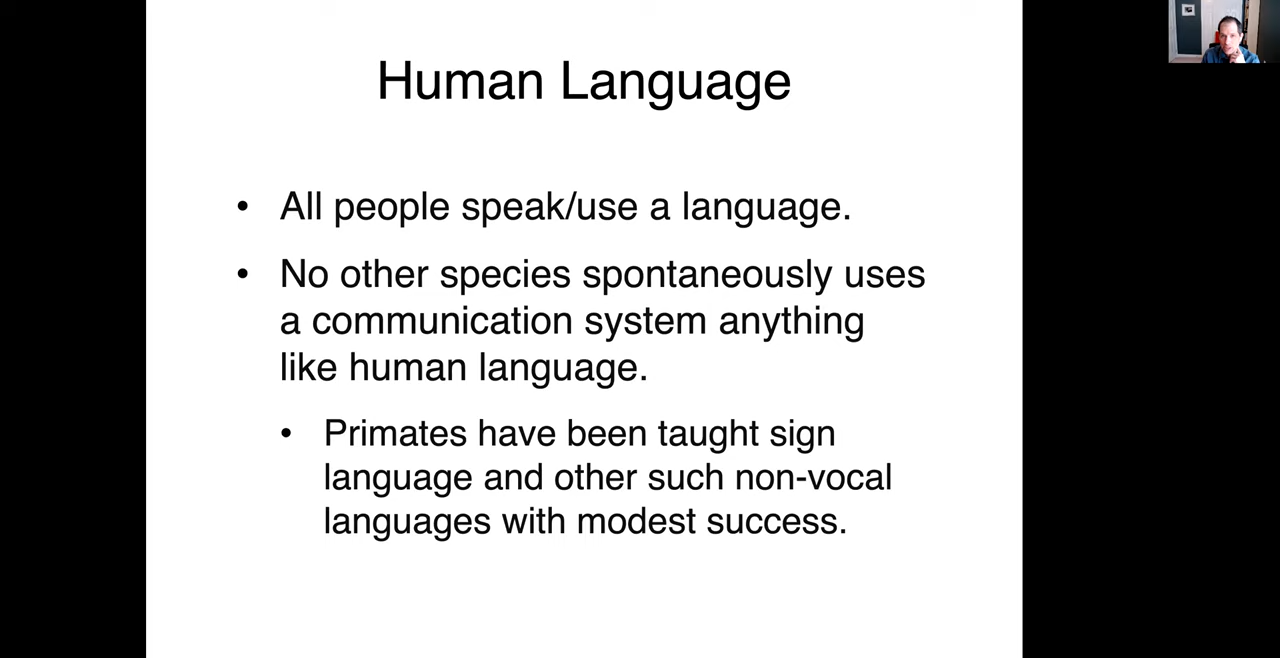 Human Language
• All people speak/use a language.
• No other species spontaneously uses
a communication system anything
like human language.
• Primates have been taught sign
language and other such non-vocal
languages with modest success.